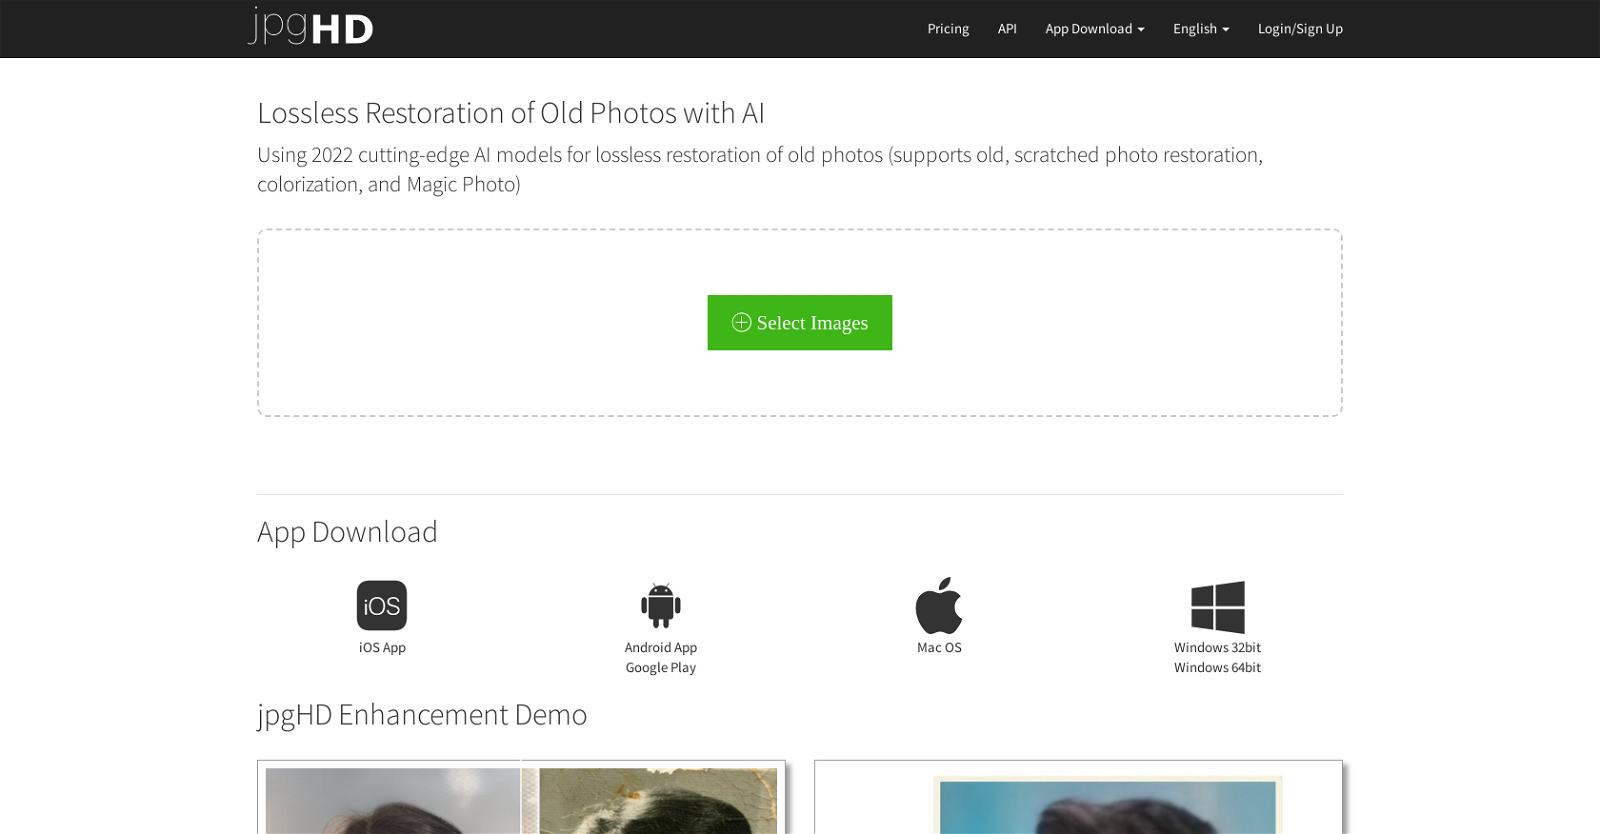 jpgHD
Pricing
API
App Download
English
Login/Sign Up
Lossless Restoration of Old Photos with AI
Using 2022 cutting-edge AI models for lossless restoration of old photos (supports old, scratched photo restoration,
colorization, and Magic Photo)
Select Images
App Download
iOS
iOS App
Android App
Google Play
Mac OS
Windows 32bit
Windows 64bit
jpgHD Enhancement Demo